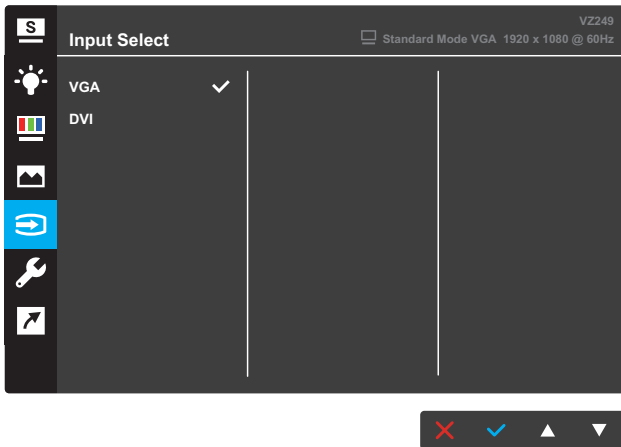 S
VZ249
Input Select
Standard Mode VGA 1920 x 1080 @ 60Hz
VGA
DVI